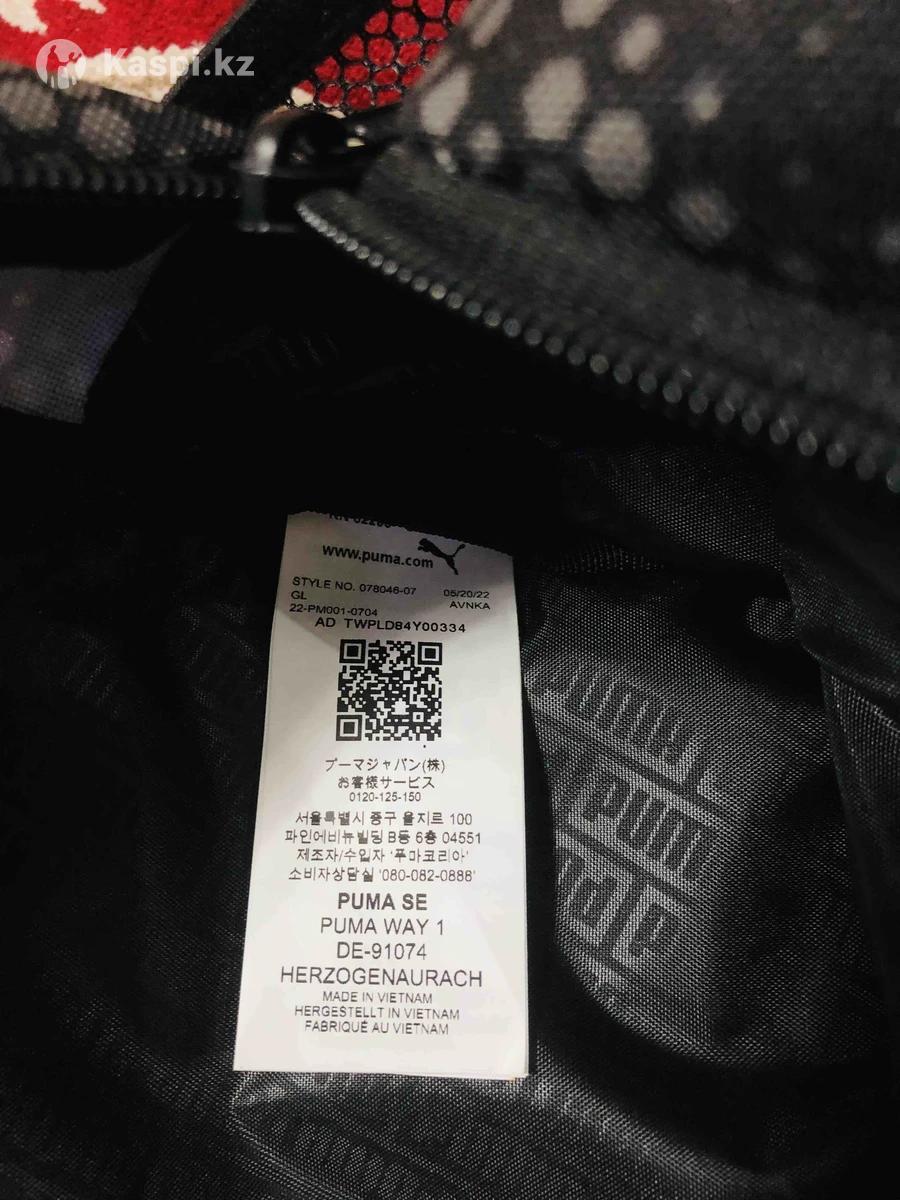 Kaspi.kz
www.puma.com
STYLE NO. 078046-07 05/20/22
GL AVNKA
22-PM001-0704
AD TWPLD84Y00334
プーマジャパン(株)
お客様サービス
0120-125-150
서울특별시 중구 을지로 100
파인에비뉴빌딩 B동 6층 04551
제조자/수입자 '푸마코리아'
소비자상담실 '080-082-0888'
PUMA SE
PUMA WAY 1
DE-91074
HERZOGENAURACH
MADE IN VIETNAM
HERGESTELLT IN VIETNAM
FABRIQUÉ AU VIETNAM
puma
puma